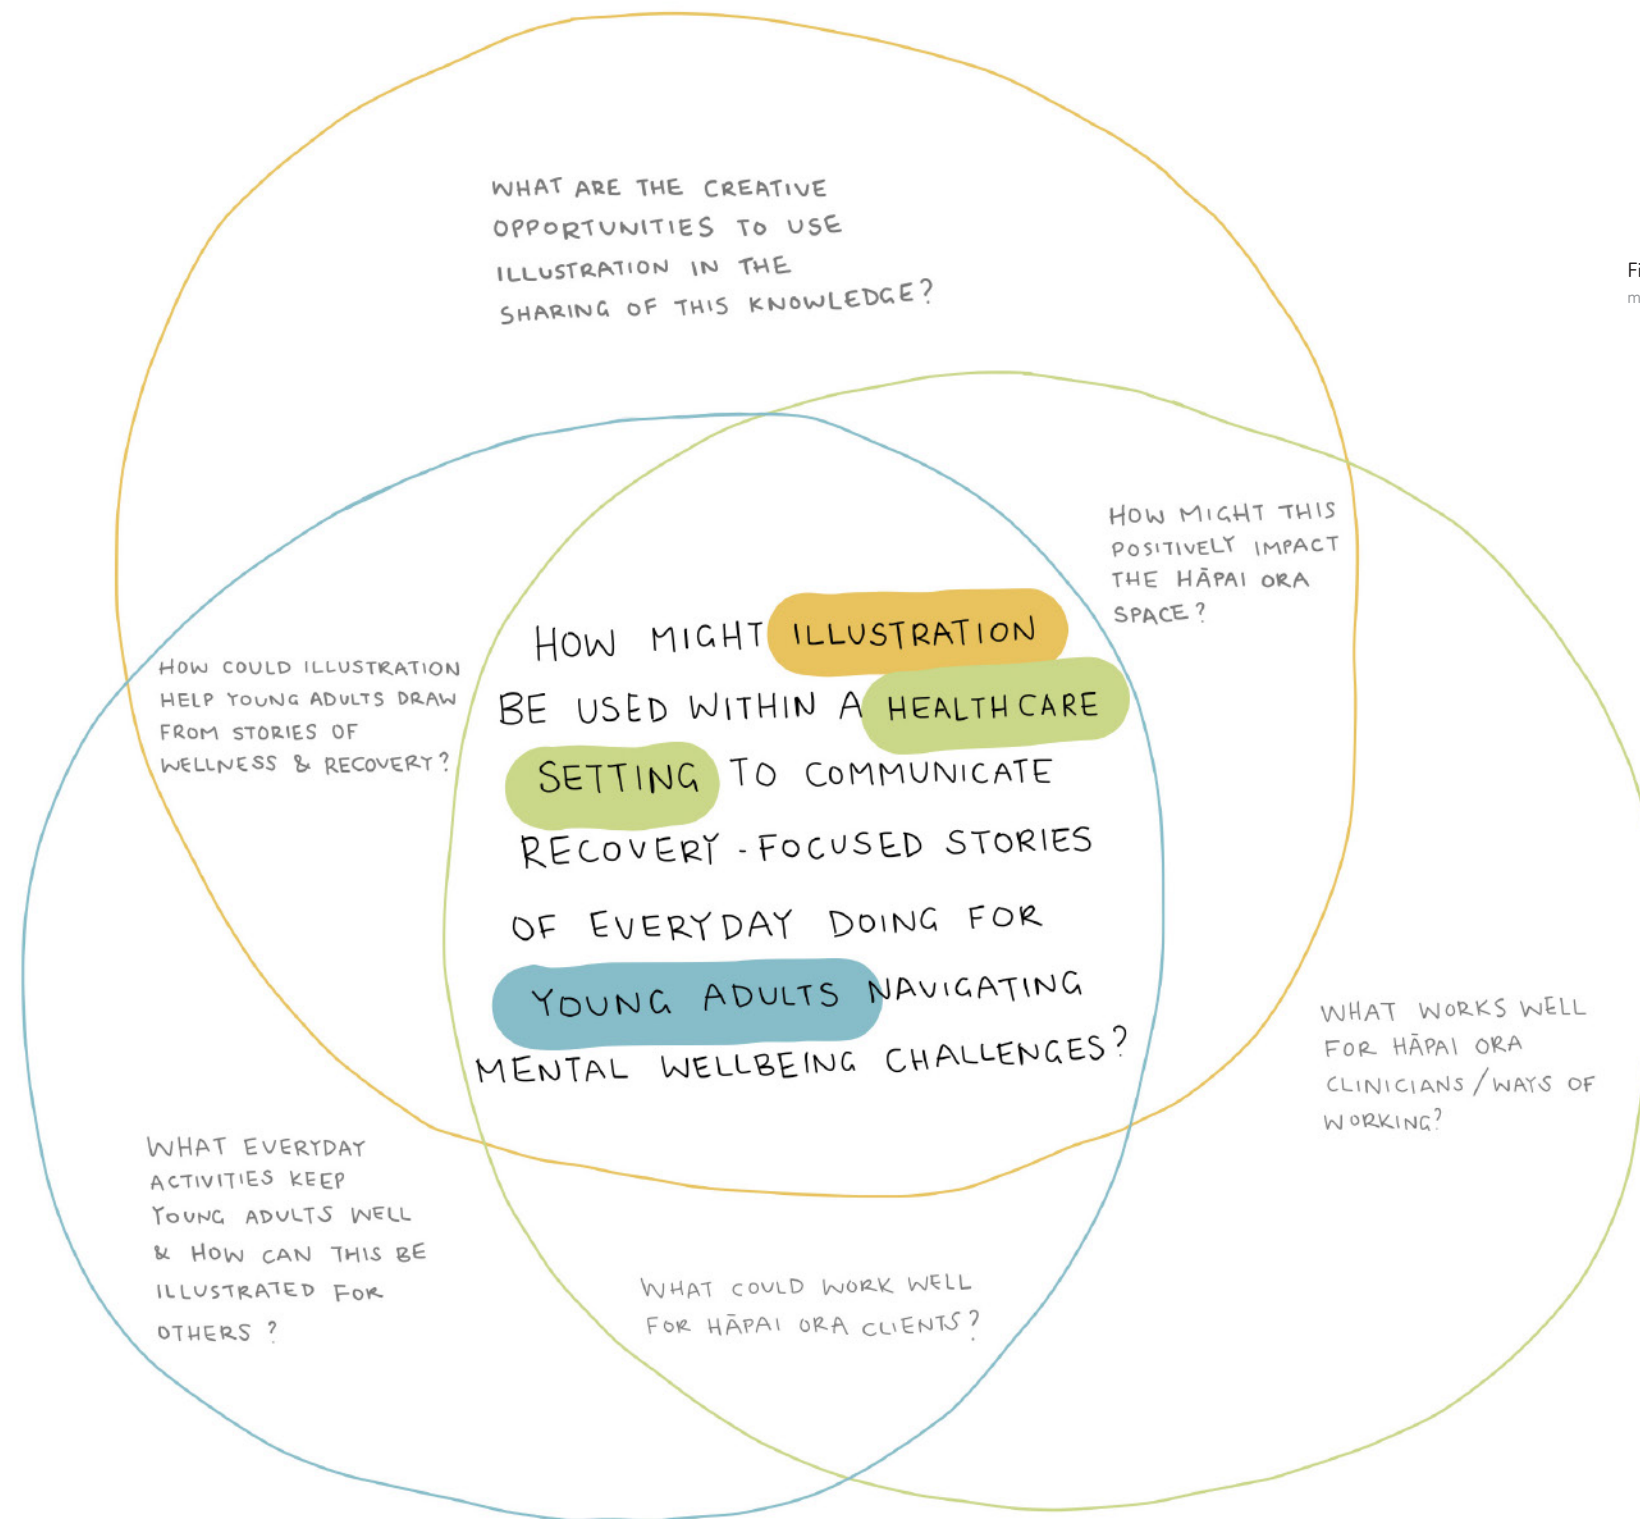 WHAT ARE THE CREATIVE
OPPORTUNITIES TO USE
ILLUSTRATION IN THE
SHARING OF THIS KNOWLEDGE?
HOW MIGHT THIS
POSITIVELY IMPACT
THE HĀPAI ORA
SPACE?
HOW COULD ILLUSTRATION
HELP YOUNG ADULTS DRAW
FROM STORIES OF
WELLNESS & RECOVERY?
HOW MIGHT ILLUSTRATION
BE USED WITHIN A HEALTHCARE
SETTING TO COMMUNICATE
RECOVERY-FOCUSED STORIES
OF EVERYDAY DOING FOR
YOUNG ADULTS NAVIGATING
MENTAL WELLBEING CHALLENGES?
WHAT WORKS WELL
FOR HĀPAI ORA
CLINICIANS/WAYS OF
WORKING?
WHAT EVERYDAY
ACTIVITIES KEEP
YOUNG ADULTS WELL
& HOW CAN THIS BE
ILLUSTRATED FOR
OTHERS?
WHAT COULD WORK WELL
FOR HĀPAI ORA CLIENTS?